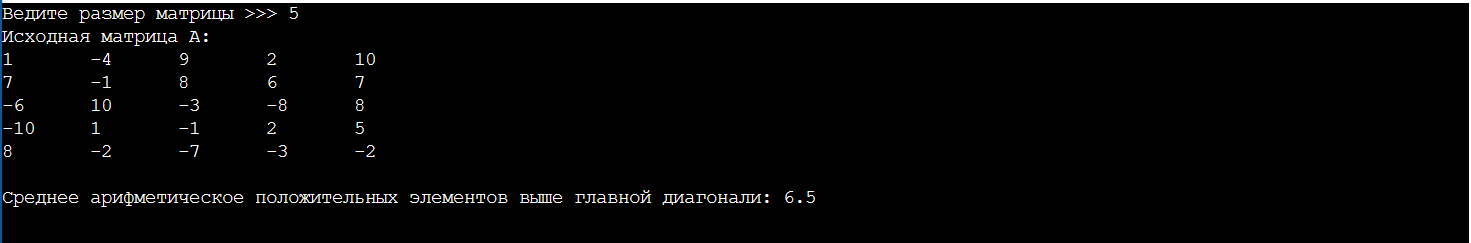 Ведите размер матрицы >>> 5
Исходная матрица A:
1 -4 9 2 10
7 -1 8 6 7
-6 10 -3 -8 8
-10 1 -1 2 5
8 -2 -7 -3 -2
Среднее арифметическое положительных элементов выше главной диагонали: 6.5